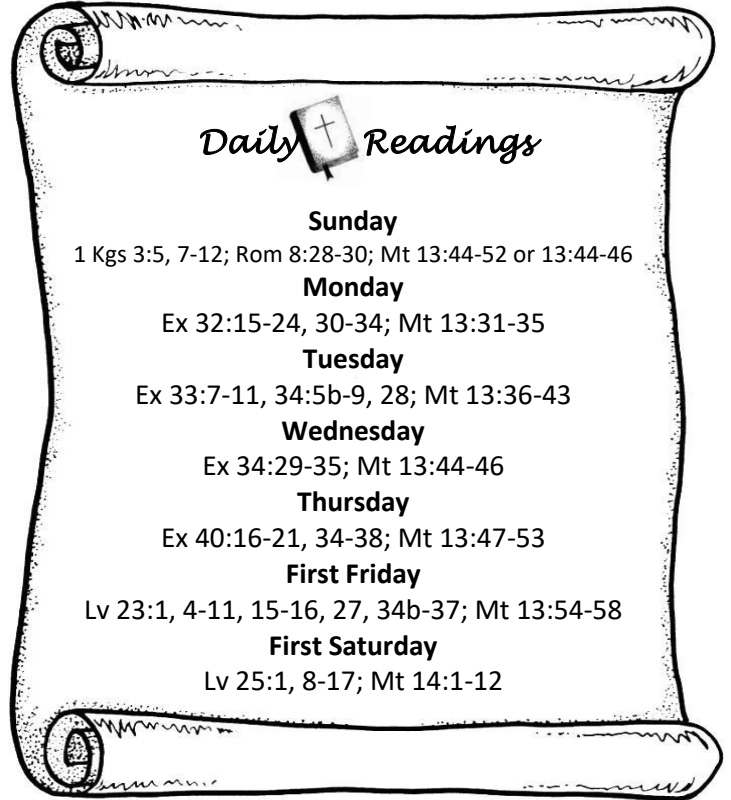 Daily Readings
Sunday
1 Kgs 3:5, 7-12; Rom 8:28-30; Mt 13:44-52 or 13:44-46
Monday
Ex 32:15-24, 30-34; Mt 13:31-35
Tuesday
Ex 33:7-11, 34:5b-9, 28; Mt 13:36-43
Wednesday
Ex 34:29-35; Mt 13:44-46
Thursday
Ex 40:16-21, 34-38; Mt 13:47-53
First Friday
Lv 23:1, 4-11, 15-16, 27, 34b-37; Mt 13:54-58
First Saturday
Lv 25:1, 8-17; Mt 14:1-12